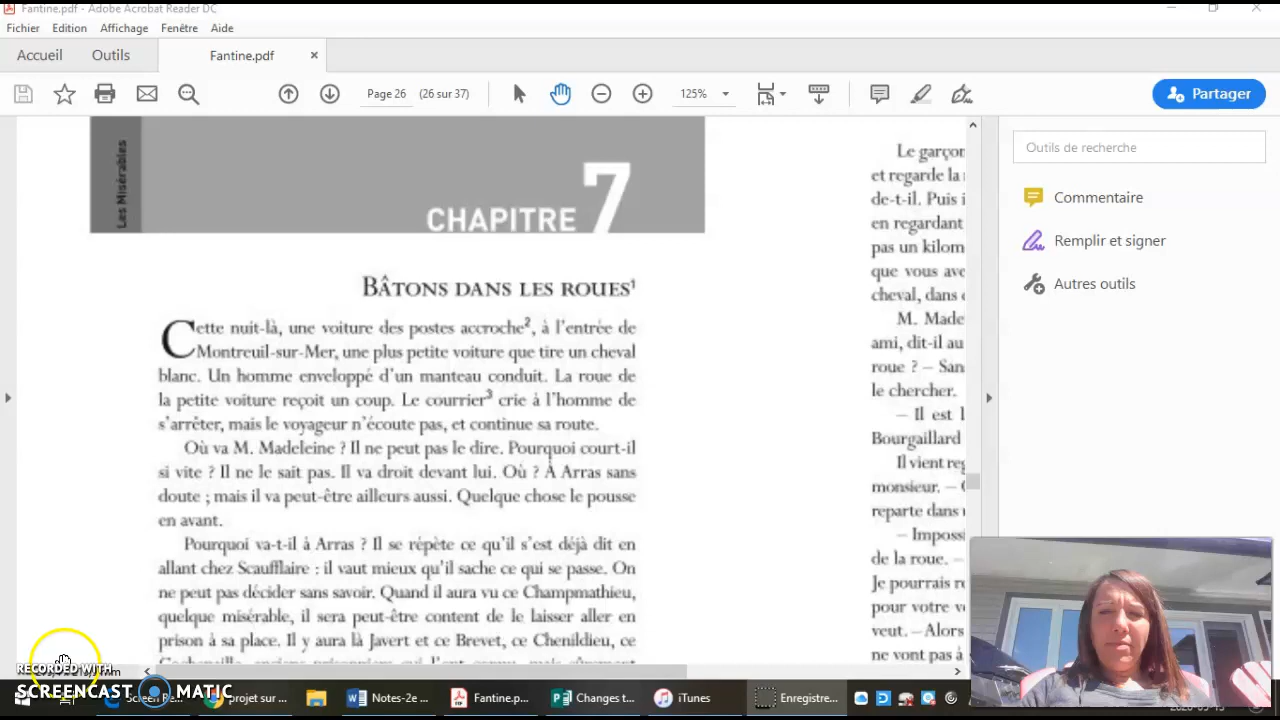 Fantine.pdf - Adobe Acrobat Reader DC
Fichier Edition Affichage Fenêtre Aide
Accueil Outils Fantine.pdf ×
Page 26 (26 sur 37) 125% Partager
Outils de recherche
Commentaire
Remplir et signer
Autres outils
Les Misérables
CHAPITRE 7
BÂTONS DANS LES ROUES¹
Cette nuit-là, une voiture des postes accroche², à l'entrée de
Montreuil-sur-Mer, une plus petite voiture que tire un cheval
blanc. Un homme enveloppé d'un manteau conduit. La roue de
la petite voiture reçoit un coup. Le courrier³ crie à l'homme de
s'arrêter, mais le voyageur n'écoute pas, et continue sa route.
Où va M. Madeleine ? Il ne peut pas le dire. Pourquoi court-il
si vite ? Il ne le sait pas. Il va droit devant lui. Où ? À Arras sans
doute ; mais il va peut-être ailleurs aussi. Quelque chose le pousse
en avant.
Pourquoi va-t-il à Arras ? Il se répète ce qu'il s'est déjà dit en
allant chez Scaufflaire : il vaut mieux qu'il sache ce qui se passe. On
ne peut pas décider sans savoir. Quand il aura vu ce Champmathieu,
quelque misérable, il sera peut-être content de le laisser aller en
prison à sa place. Il y aura là Javert et ce Brevet, ce Chenildieu, ce
Le garçon
et regarde la
de-t-il. Puis i
en regardant
pas un kilom
que vous ave
cheval, dans
M. Made
ami, dit-il au
roue ? – San
le chercher.
– Il est l
Bourgaillard
Il vient reg
monsieur. –
reparte dans
– Imposs
de la roue. –
Je pourrais re
pour votre v
veut. – Alors
ne vont pas à
RECORDED WITH
SCREENCAST MATIC
Screen Re... projet sur ... Notes-2e ... Fantine.p... Changes t... iTunes Enregistre...